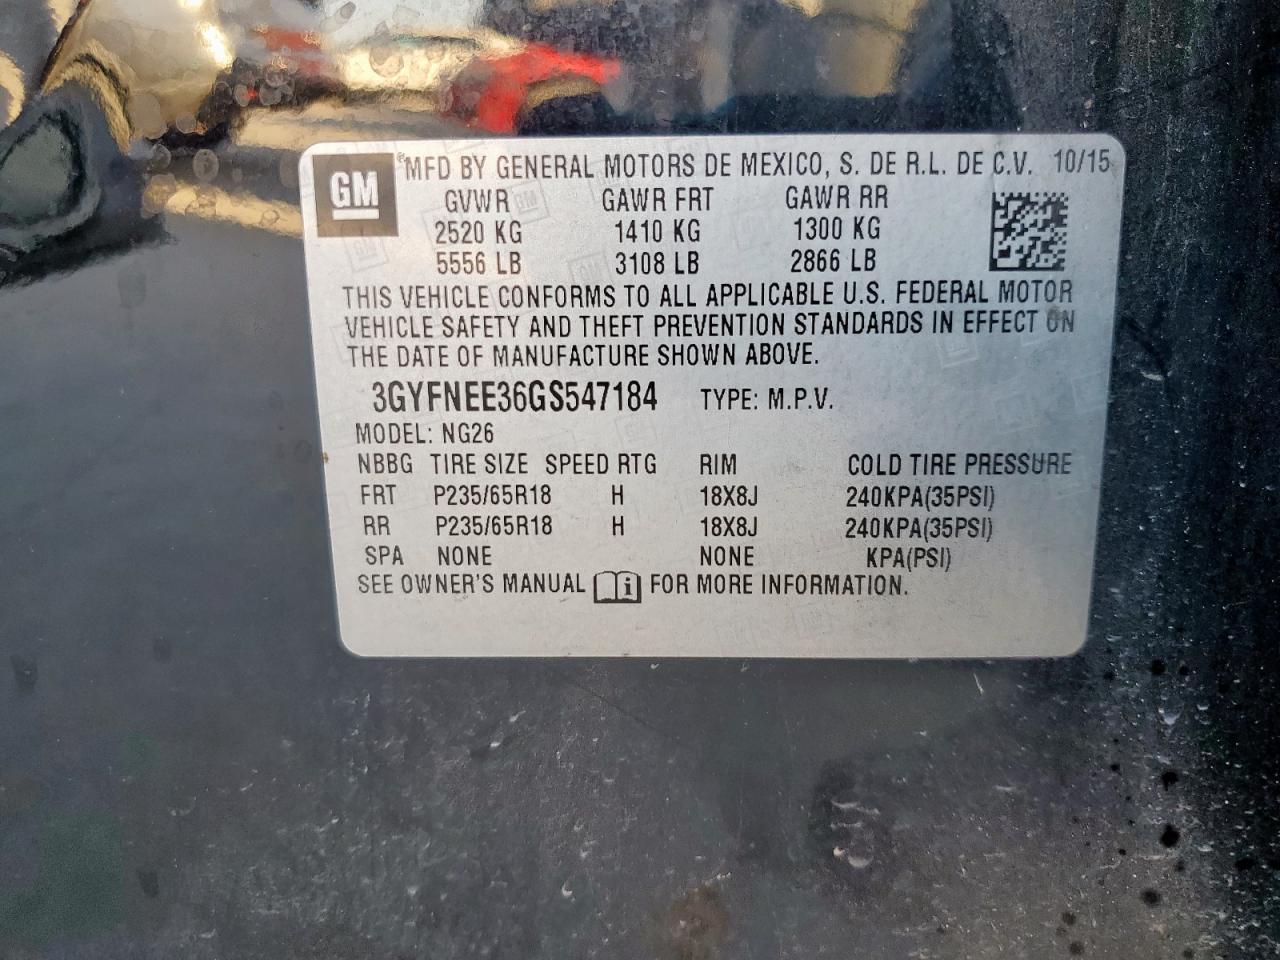 GM ®MFD BY GENERAL MOTORS DE MEXICO, S. DE R.L. DE C.V. 10/15
GVWR GAWR FRT GAWR RR
2520 KG 1410 KG 1300 KG
5556 LB 3108 LB 2866 LB
THIS VEHICLE CONFORMS TO ALL APPLICABLE U.S. FEDERAL MOTOR
VEHICLE SAFETY AND THEFT PREVENTION STANDARDS IN EFFECT ON
THE DATE OF MANUFACTURE SHOWN ABOVE.
3GYFNEE36GS547184 TYPE: M.P.V.
MODEL: NG26
NBBG TIRE SIZE SPEED RTG RIM COLD TIRE PRESSURE
FRT P235/65R18 H 18X8J 240KPA(35PSI)
RR P235/65R18 H 18X8J 240KPA(35PSI)
SPA NONE NONE KPA(PSI)
SEE OWNER'S MANUAL i FOR MORE INFORMATION.